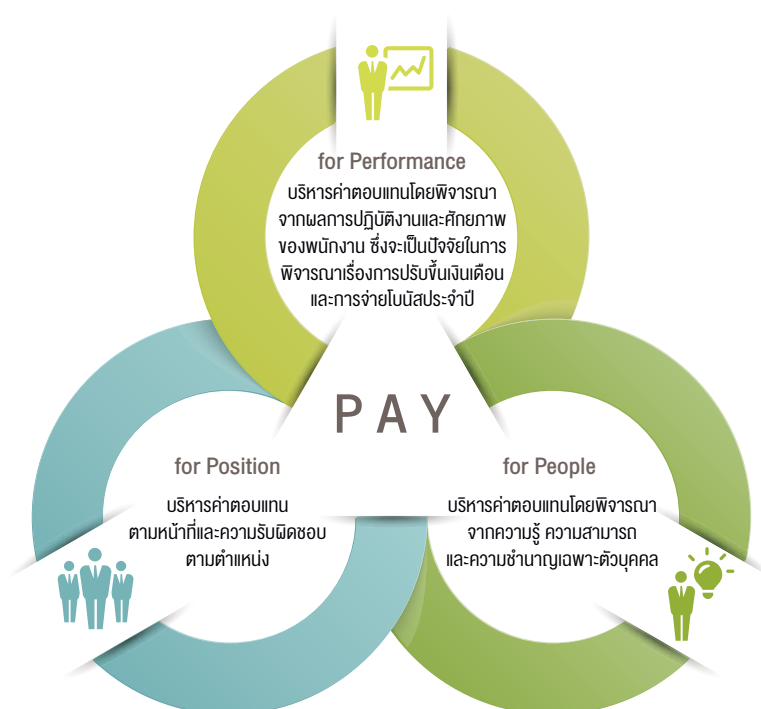 for Performance
บริหารค่าตอบแทนโดยพิจารณา
จากผลการปฏิบัติงานและศักยภาพ
ของพนักงาน ซึ่งจะเป็นปัจจัยในการ
พิจารณาเรื่องการปรับขึ้นเงินเดือน
และการจ่ายโบนัสประจำปี
PAY
for Position
บริหารค่าตอบแทน
ตามหน้าที่และความรับผิดชอบ
ตามตำแหน่ง
for People
บริหารค่าตอบแทนโดยพิจารณา
จากความรู้ ความสามารถ
และความชำนาญเฉพาะตัวบุคคล